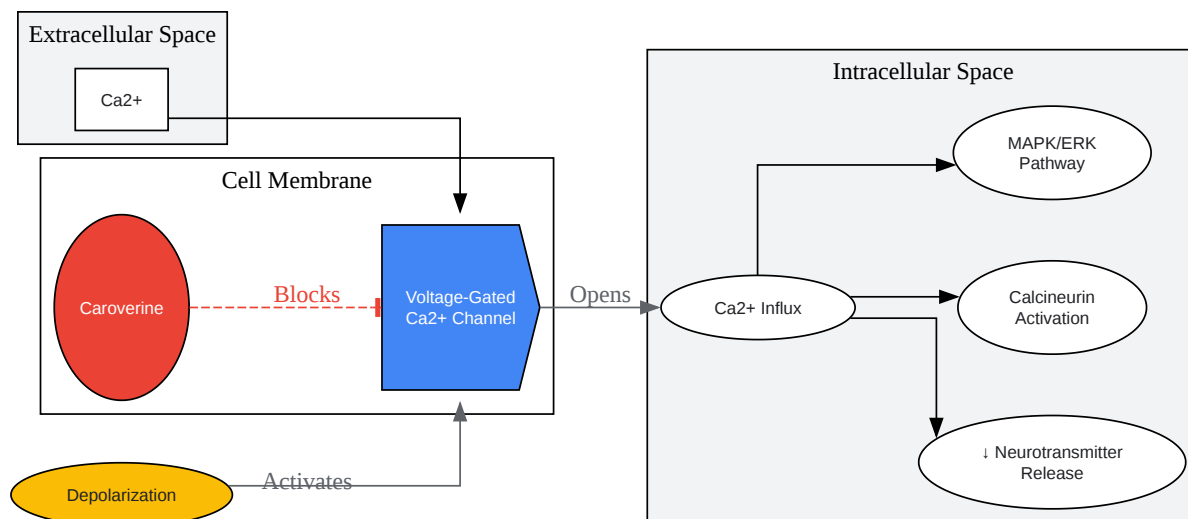 Extracellular Space
Ca2+
Intracellular Space
MAPK/ERK
Pathway
Cell Membrane
Caroverine
Blocks
Voltage-Gated
Ca2+ Channel
Opens
Ca2+ Influx
Calcineurin
Activation
Depolarization
Activates
↓ Neurotransmitter
Release